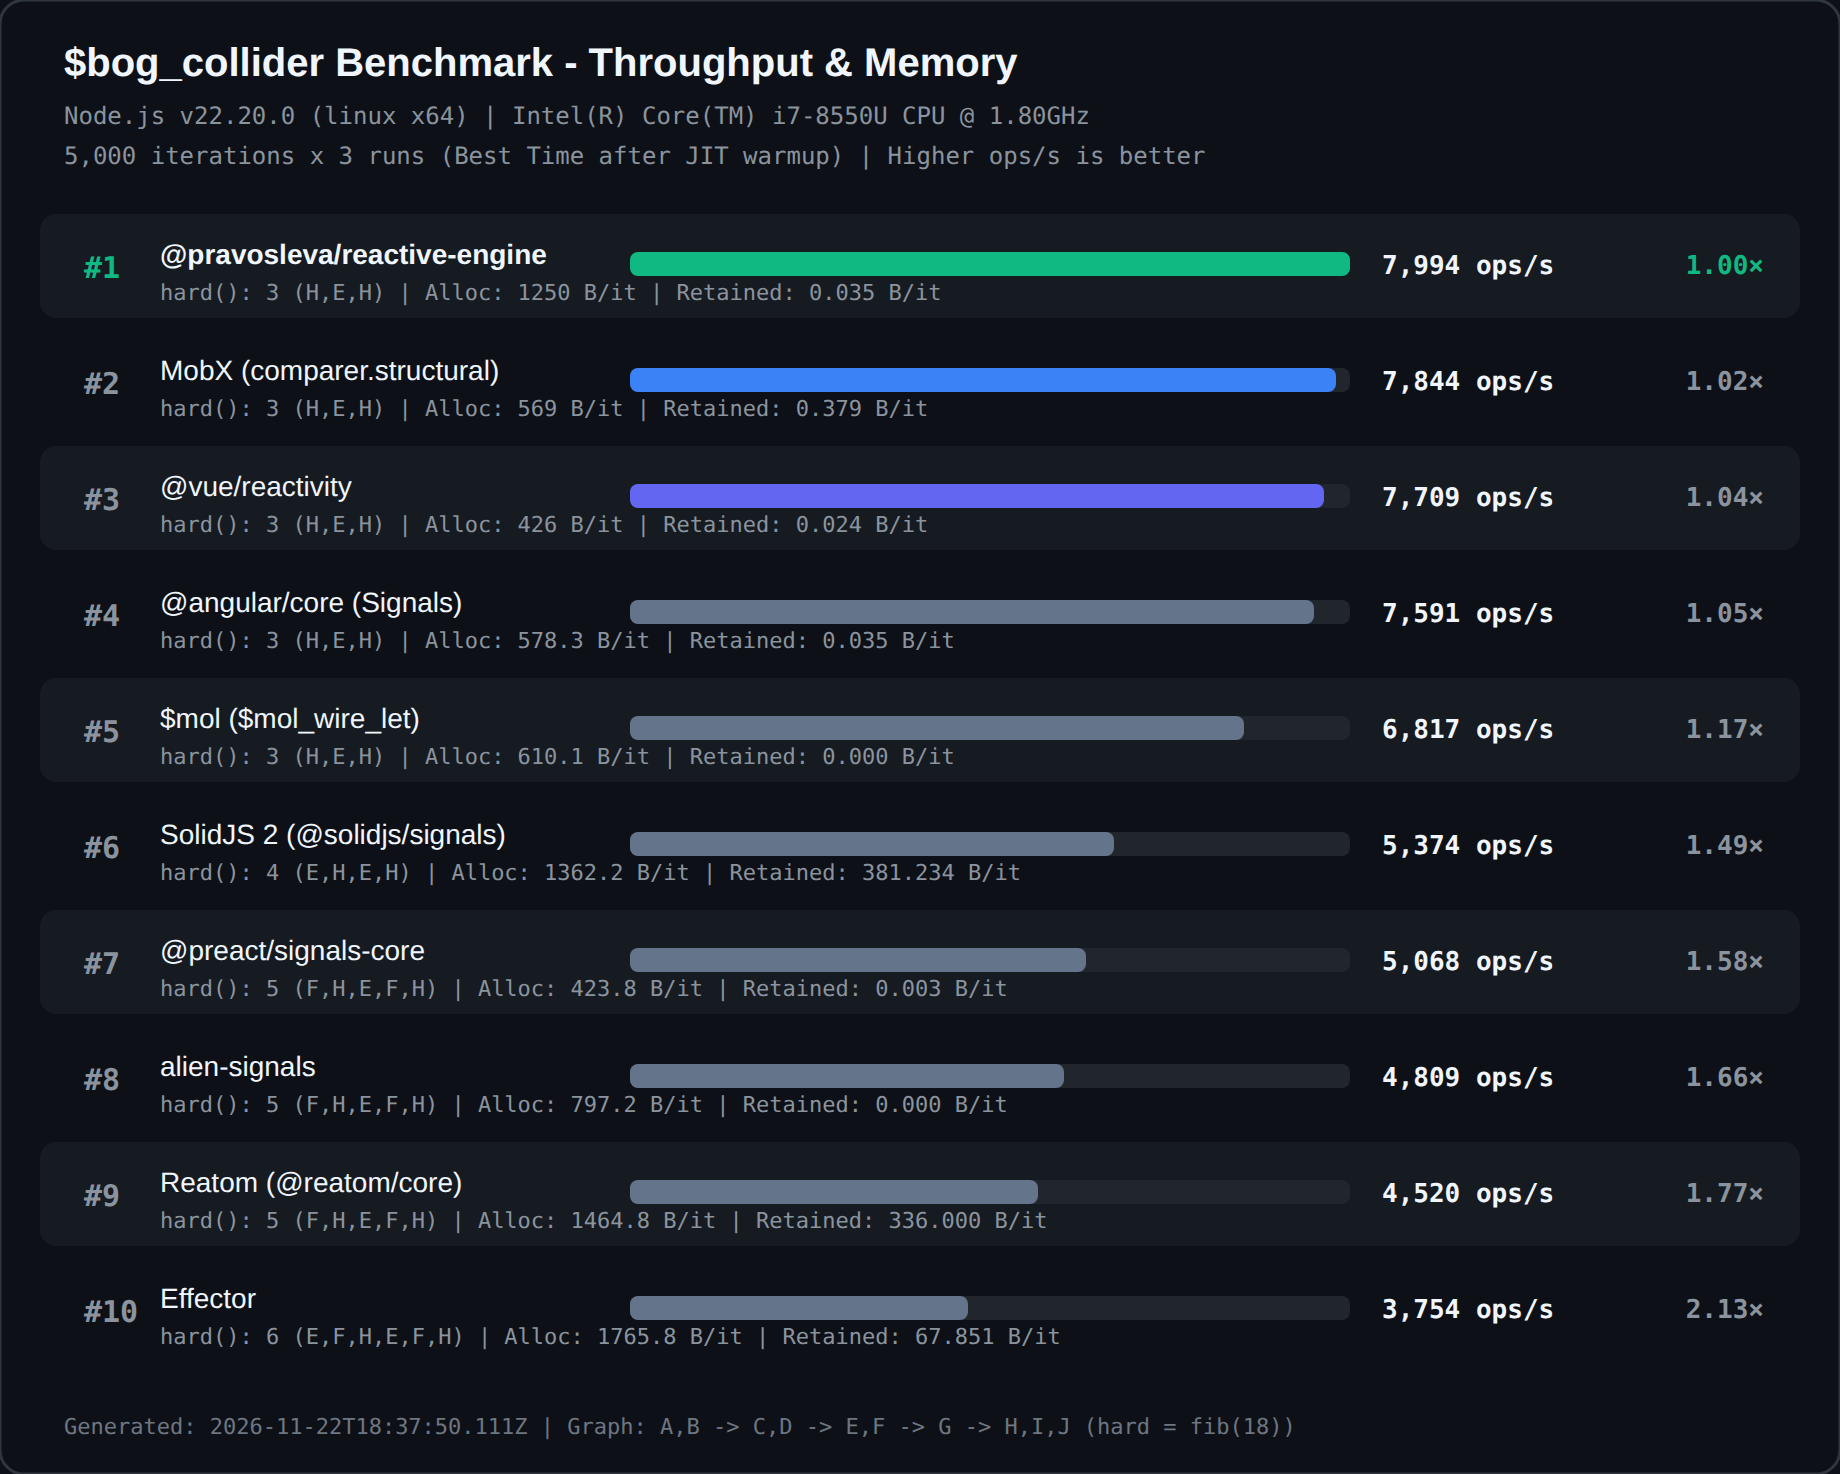 $bog_collider Benchmark - Throughput & Memory
Node.js v22.20.0 (linux x64) | Intel(R) Core(TM) i7-8550U CPU @ 1.80GHz
5,000 iterations x 3 runs (Best Time after JIT warmup) | Higher ops/s is better
#1 @pravosleva/reactive-engine 7,994 ops/s 1.00×
hard(): 3 (H,E,H) | Alloc: 1250 B/it | Retained: 0.035 B/it
#2 MobX (comparer.structural) 7,844 ops/s 1.02×
hard(): 3 (H,E,H) | Alloc: 569 B/it | Retained: 0.379 B/it
#3 @vue/reactivity 7,709 ops/s 1.04×
hard(): 3 (H,E,H) | Alloc: 426 B/it | Retained: 0.024 B/it
#4 @angular/core (Signals) 7,591 ops/s 1.05×
hard(): 3 (H,E,H) | Alloc: 578.3 B/it | Retained: 0.035 B/it
#5 $mol ($mol_wire_let) 6,817 ops/s 1.17×
hard(): 3 (H,E,H) | Alloc: 610.1 B/it | Retained: 0.000 B/it
#6 SolidJS 2 (@solidjs/signals) 5,374 ops/s 1.49×
hard(): 4 (E,H,E,H) | Alloc: 1362.2 B/it | Retained: 381.234 B/it
#7 @preact/signals-core 5,068 ops/s 1.58×
hard(): 5 (F,H,E,F,H) | Alloc: 423.8 B/it | Retained: 0.003 B/it
#8 alien-signals 4,809 ops/s 1.66×
hard(): 5 (F,H,E,F,H) | Alloc: 797.2 B/it | Retained: 0.000 B/it
#9 Reatom (@reatom/core) 4,520 ops/s 1.77×
hard(): 5 (F,H,E,F,H) | Alloc: 1464.8 B/it | Retained: 336.000 B/it
#10 Effector 3,754 ops/s 2.13×
hard(): 6 (E,F,H,E,F,H) | Alloc: 1765.8 B/it | Retained: 67.851 B/it
Generated: 2026-11-22T18:37:50.111Z | Graph: A,B -> C,D -> E,F -> G -> H,I,J (hard = fib(18))